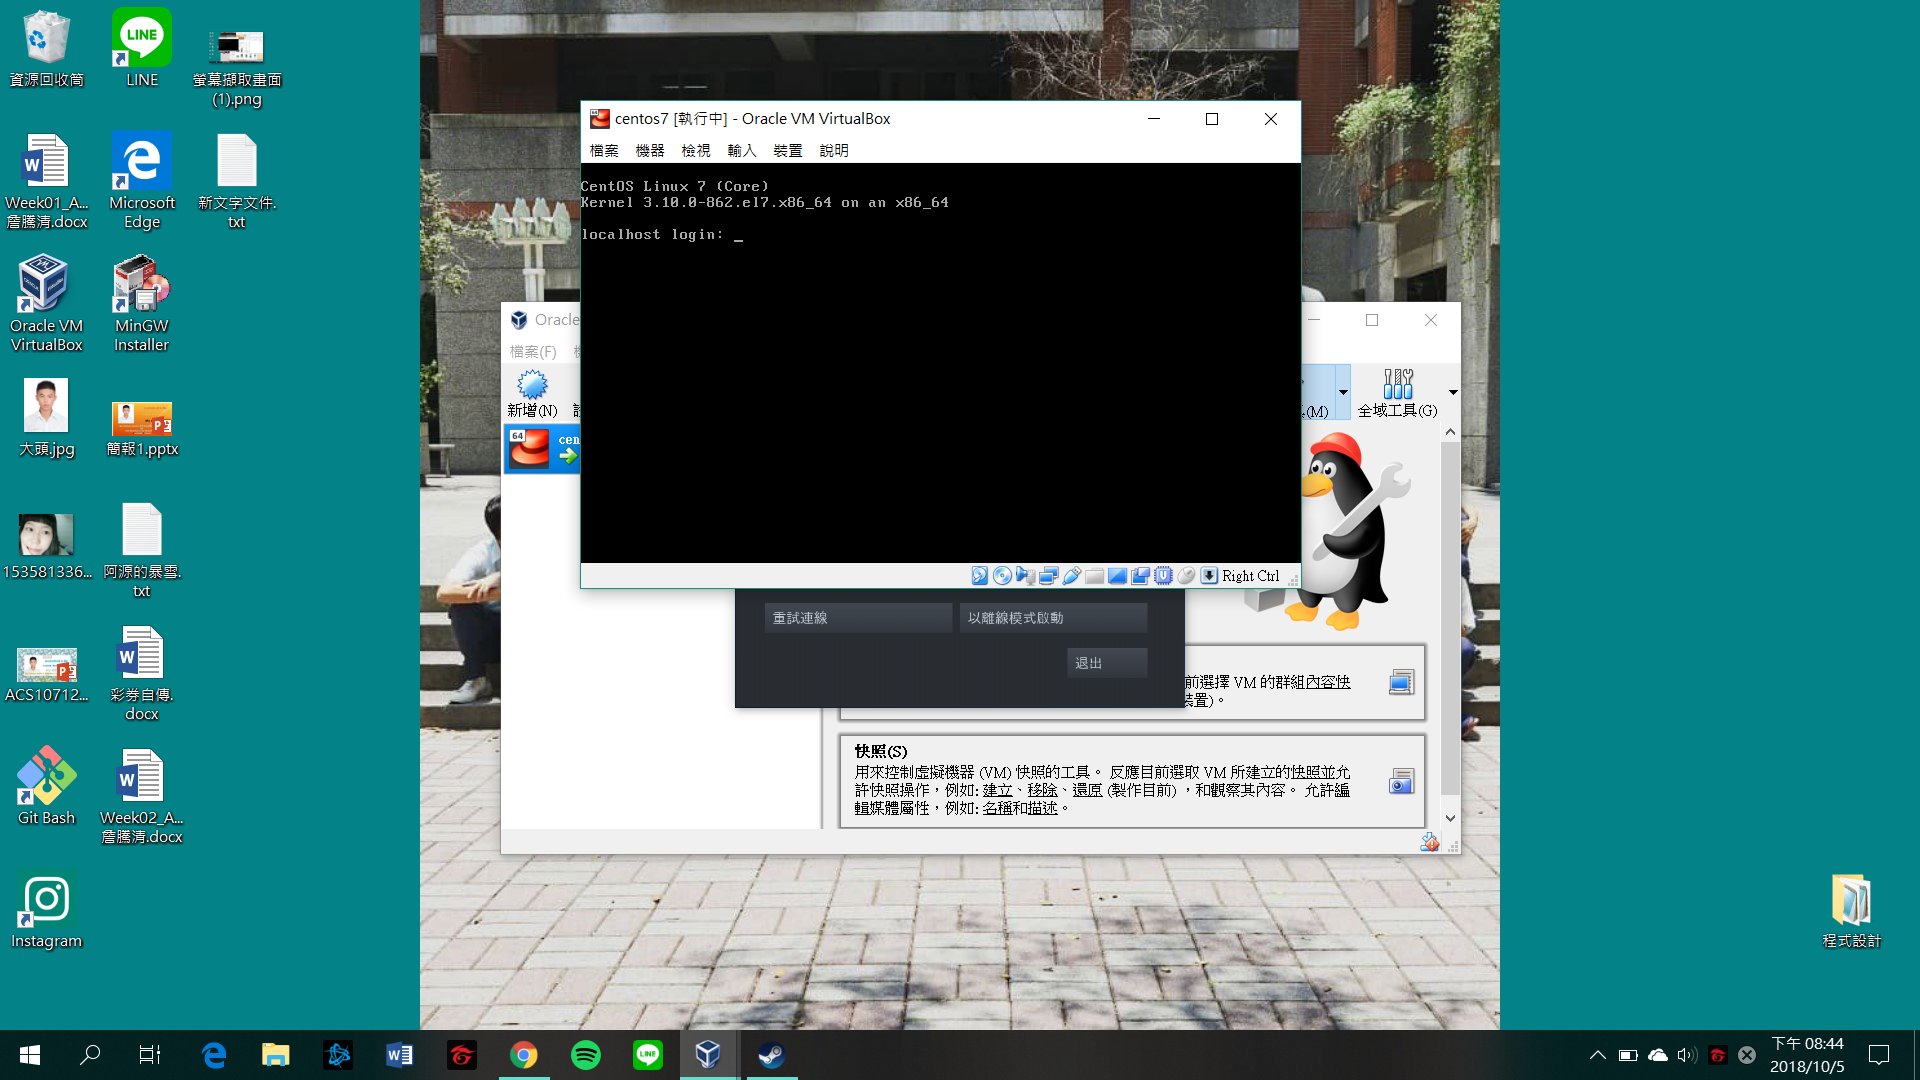 資源回收筒
LINE
螢幕擷取畫面
(1).png
Week01_A...
詹騰清.docx
Microsoft
Edge
新文字文件.
txt
Oracle VM
VirtualBox
MinGW
Installer
大頭.jpg
簡報1.pptx
153581336...
阿源的暴雪.
txt
ACS10712...
彩券自傳.
docx
Git Bash
Week02_A...
詹騰清.docx
Instagram
程式設計
centos7 [執行中] - Oracle VM VirtualBox
檔案 機器 檢視 輸入 裝置 說明
CentOS Linux 7 (Core)
Kernel 3.10.0-862.el7.x86_64 on an x86_64
localhost login: _
Right Ctrl
Oracle
檔案(F)
新增(N)
(M)
全域工具(G)
64
cen
重試連線
以離線模式啟動
退出
前選擇 VM 的群組內容快
裝置)。
快照(S)
用來控制虛擬機器 (VM) 快照的工具。 反應目前選取 VM 所建立的快照並允
許快照操作，例如: 建立、移除、還原 (製作目前) ，和觀察其內容。 允許編
輯媒體屬性，例如: 名稱和描述。
下午 08:44
2018/10/5